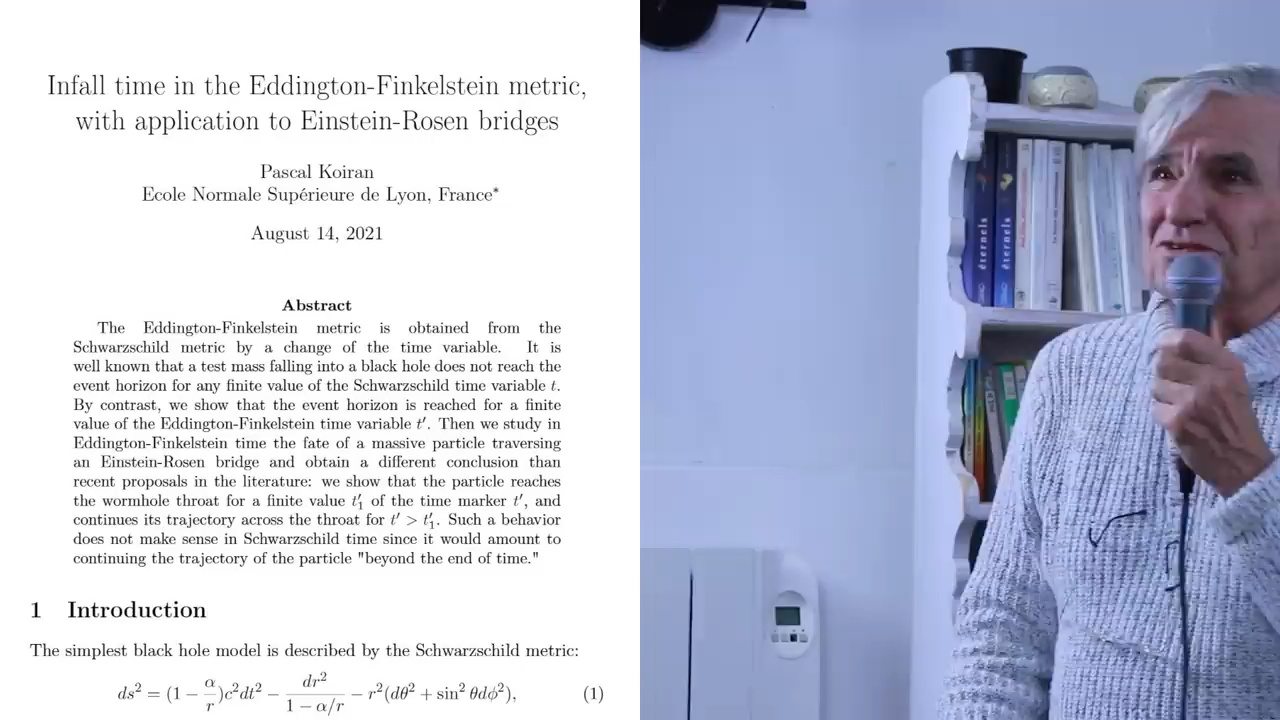 Infall time in the Eddington-Finkelstein metric,
with application to Einstein-Rosen bridges
Pascal Koiran
Ecole Normale Supérieure de Lyon, France*
August 14, 2021
Abstract
The Eddington-Finkelstein metric is obtained from the
Schwarzschild metric by a change of the time variable. It is
well known that a test mass falling into a black hole does not reach the
event horizon for any finite value of the Schwarzschild time variable t.
By contrast, we show that the event horizon is reached for a finite
value of the Eddington-Finkelstein time variable t′. Then we study in
Eddington-Finkelstein time the fate of a massive particle traversing
an Einstein-Rosen bridge and obtain a different conclusion than
recent proposals in the literature: we show that the particle reaches
the wormhole throat for a finite value t′₁ of the time marker t′, and
continues its trajectory across the throat for t′ > t′₁. Such a behavior
does not make sense in Schwarzschild time since it would amount to
continuing the trajectory of the particle "beyond the end of time."
1 Introduction
The simplest black hole model is described by the Schwarzschild metric:
ds² = (1 − α/r)c²dt² − dr²/(1 − α/r) − r²(dθ² + sin² θdϕ²), (1)
éternels
éternels